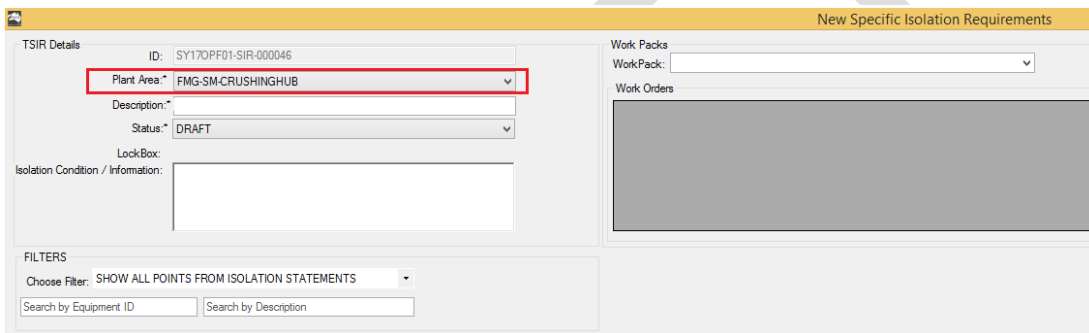 New Specific Isolation Requirements
TSIR Details
ID: SY17OPF01-SIR-000046
Plant Area:* FMG-SM-CRUSHINGHUB
Description:*
Status:* DRAFT
LockBox:
Isolation Condition / Information:
Work Packs
WorkPack:
Work Orders
FILTERS
Choose Filter: SHOW ALL POINTS FROM ISOLATION STATEMENTS
Search by Equipment ID Search by Description